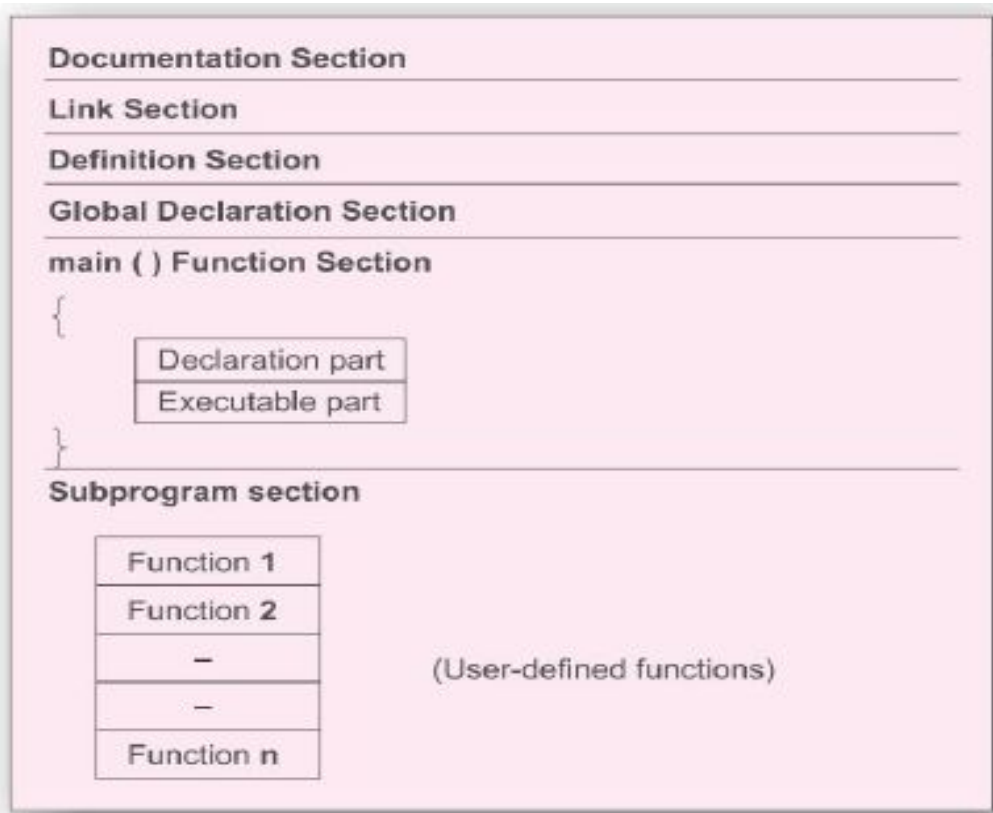 Documentation Section
Link Section
Definition Section
Global Declaration Section
main ( ) Function Section
{
Declaration part
Executable part
}
Subprogram section
Function 1
Function 2
–
–
(User-defined functions)
Function n